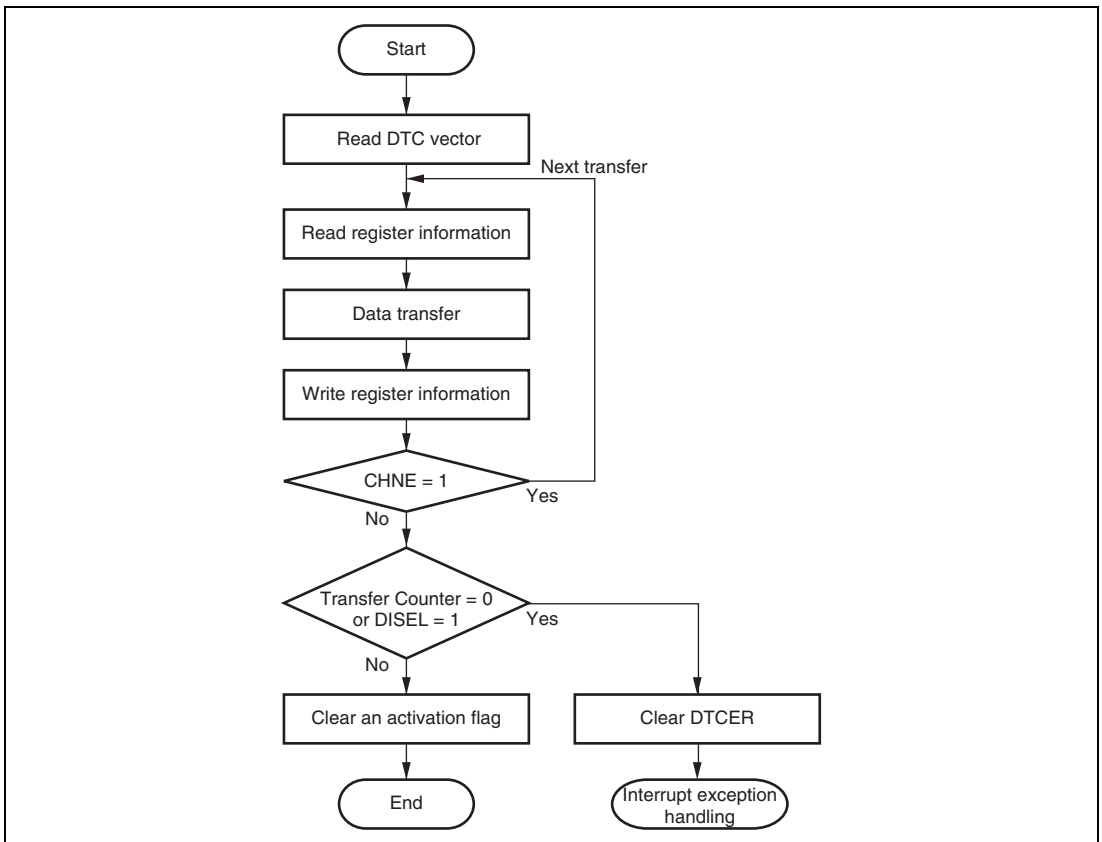 Start
Read DTC vector
Next transfer
Read register information
Data transfer
Write register information
CHNE = 1
Yes
No
Transfer Counter = 0
or DISEL = 1
Yes
No
Clear an activation flag
Clear DTCER
End
Interrupt exception
handling